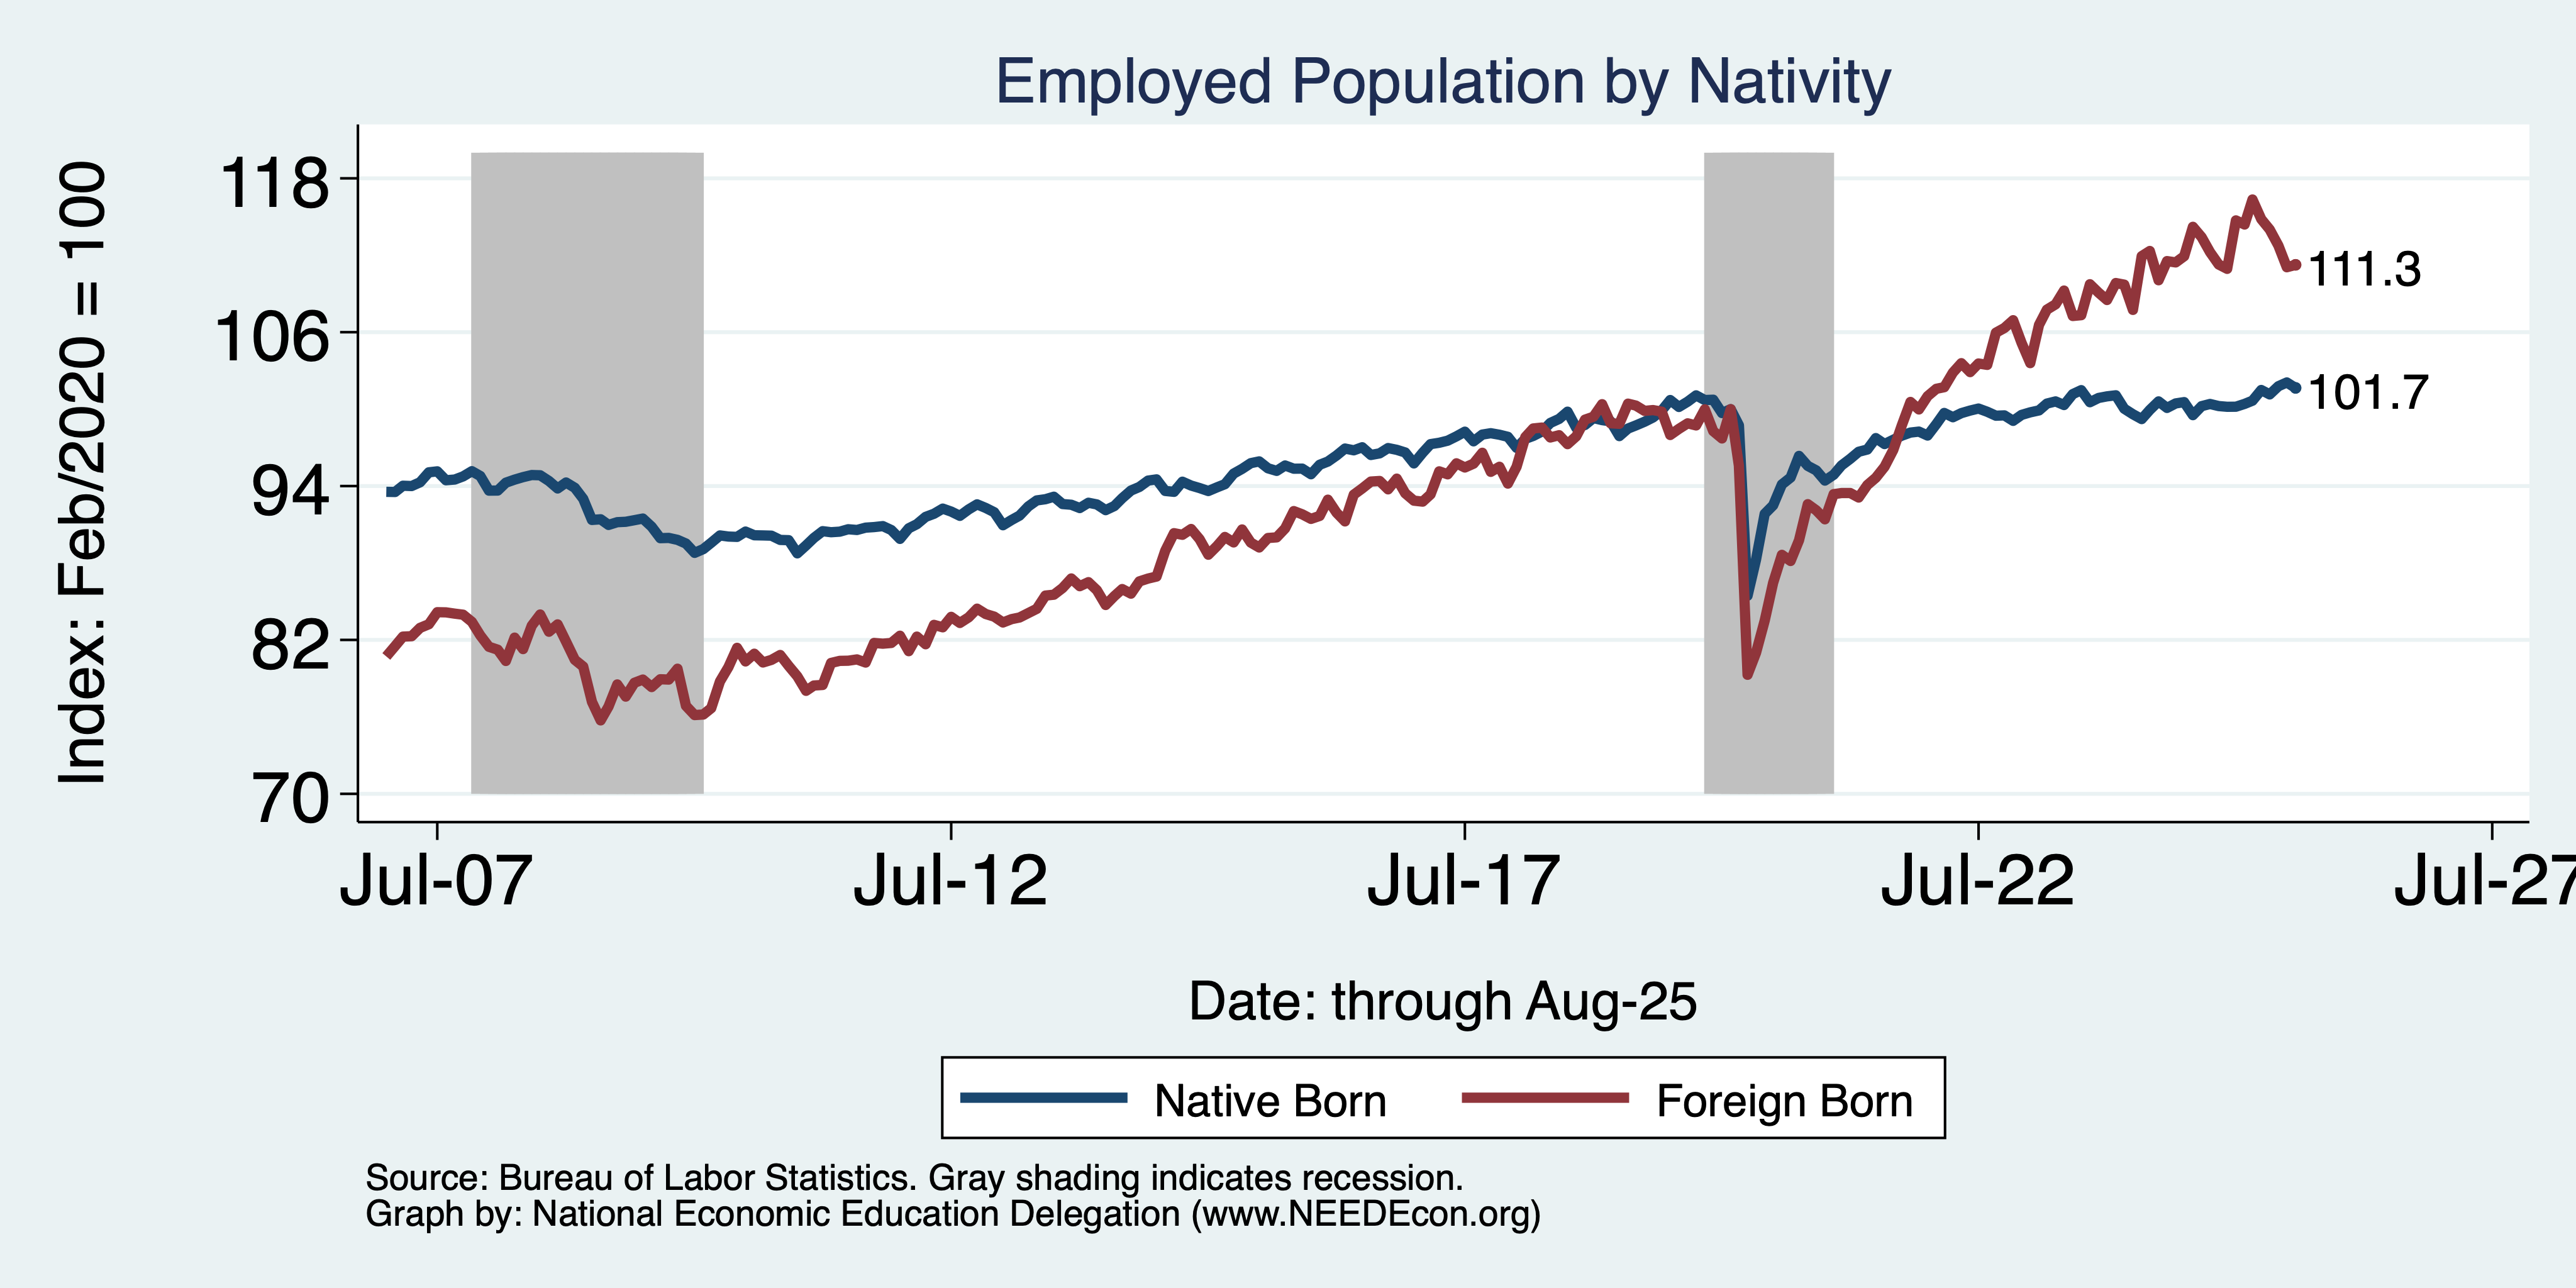 Employed Population by Nativity
Index: Feb/2020 = 100
118
106
94
82
70
111.3
101.7
Jul-07
Jul-12
Jul-17
Jul-22
Jul-27
Date: through Aug-25
Native Born
Foreign Born
Source: Bureau of Labor Statistics. Gray shading indicates recession.
Graph by: National Economic Education Delegation (www.NEEDEcon.org)